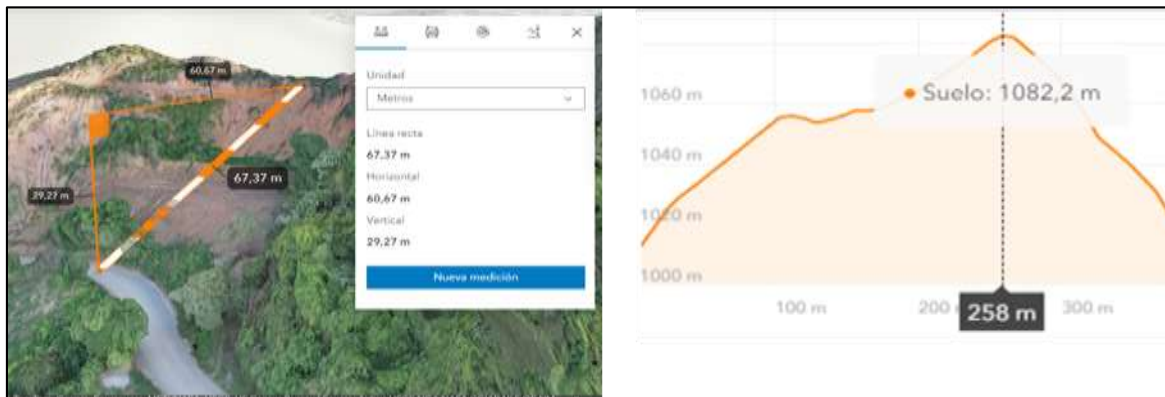 60,67 m
29,27 m
67,37 m
Unidad
Metros
Línea recta
67,37 m
Horizontal
60,67 m
Vertical
29,27 m
Nueva medición
1060 m
1040 m
1020 m
1000 m
Suelo: 1082,2 m
100 m
200
258 m
300 m